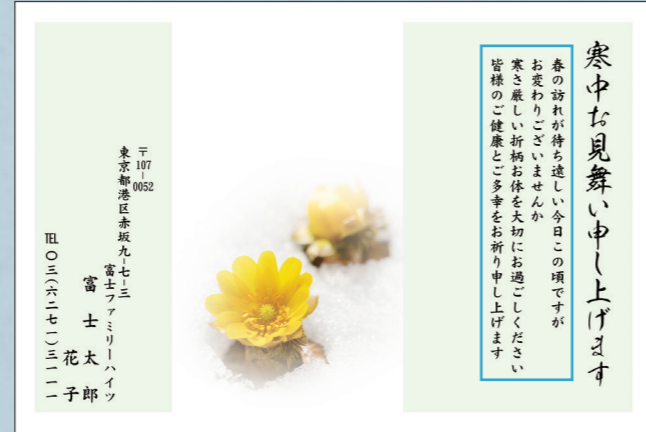 寒中お見舞い申し上げます
春の訪れが待ち遠しい今日この頃ですが
お変わりございませんか
寒さ厳しい折柄お体を大切にお過ごしください
皆様のご健康とご多幸をお祈り申し上げます
〒107-0052
東京都港区赤坂九-七-三
富士ファミリーハイツ
富士太郎
花子
TEL〇三(六二七一)三一一一